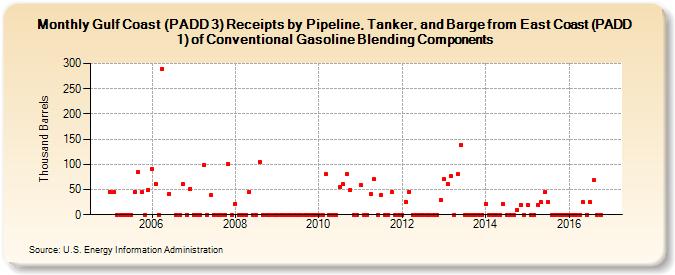 Monthly Gulf Coast (PADD 3) Receipts by Pipeline, Tanker, and Barge from East Coast (PADD
1) of Conventional Gasoline Blending Components
Thousand Barrels
300
250
200
150
100
50
0
2006 2008 2010 2012 2014 2016
Source: U.S. Energy Information Administration